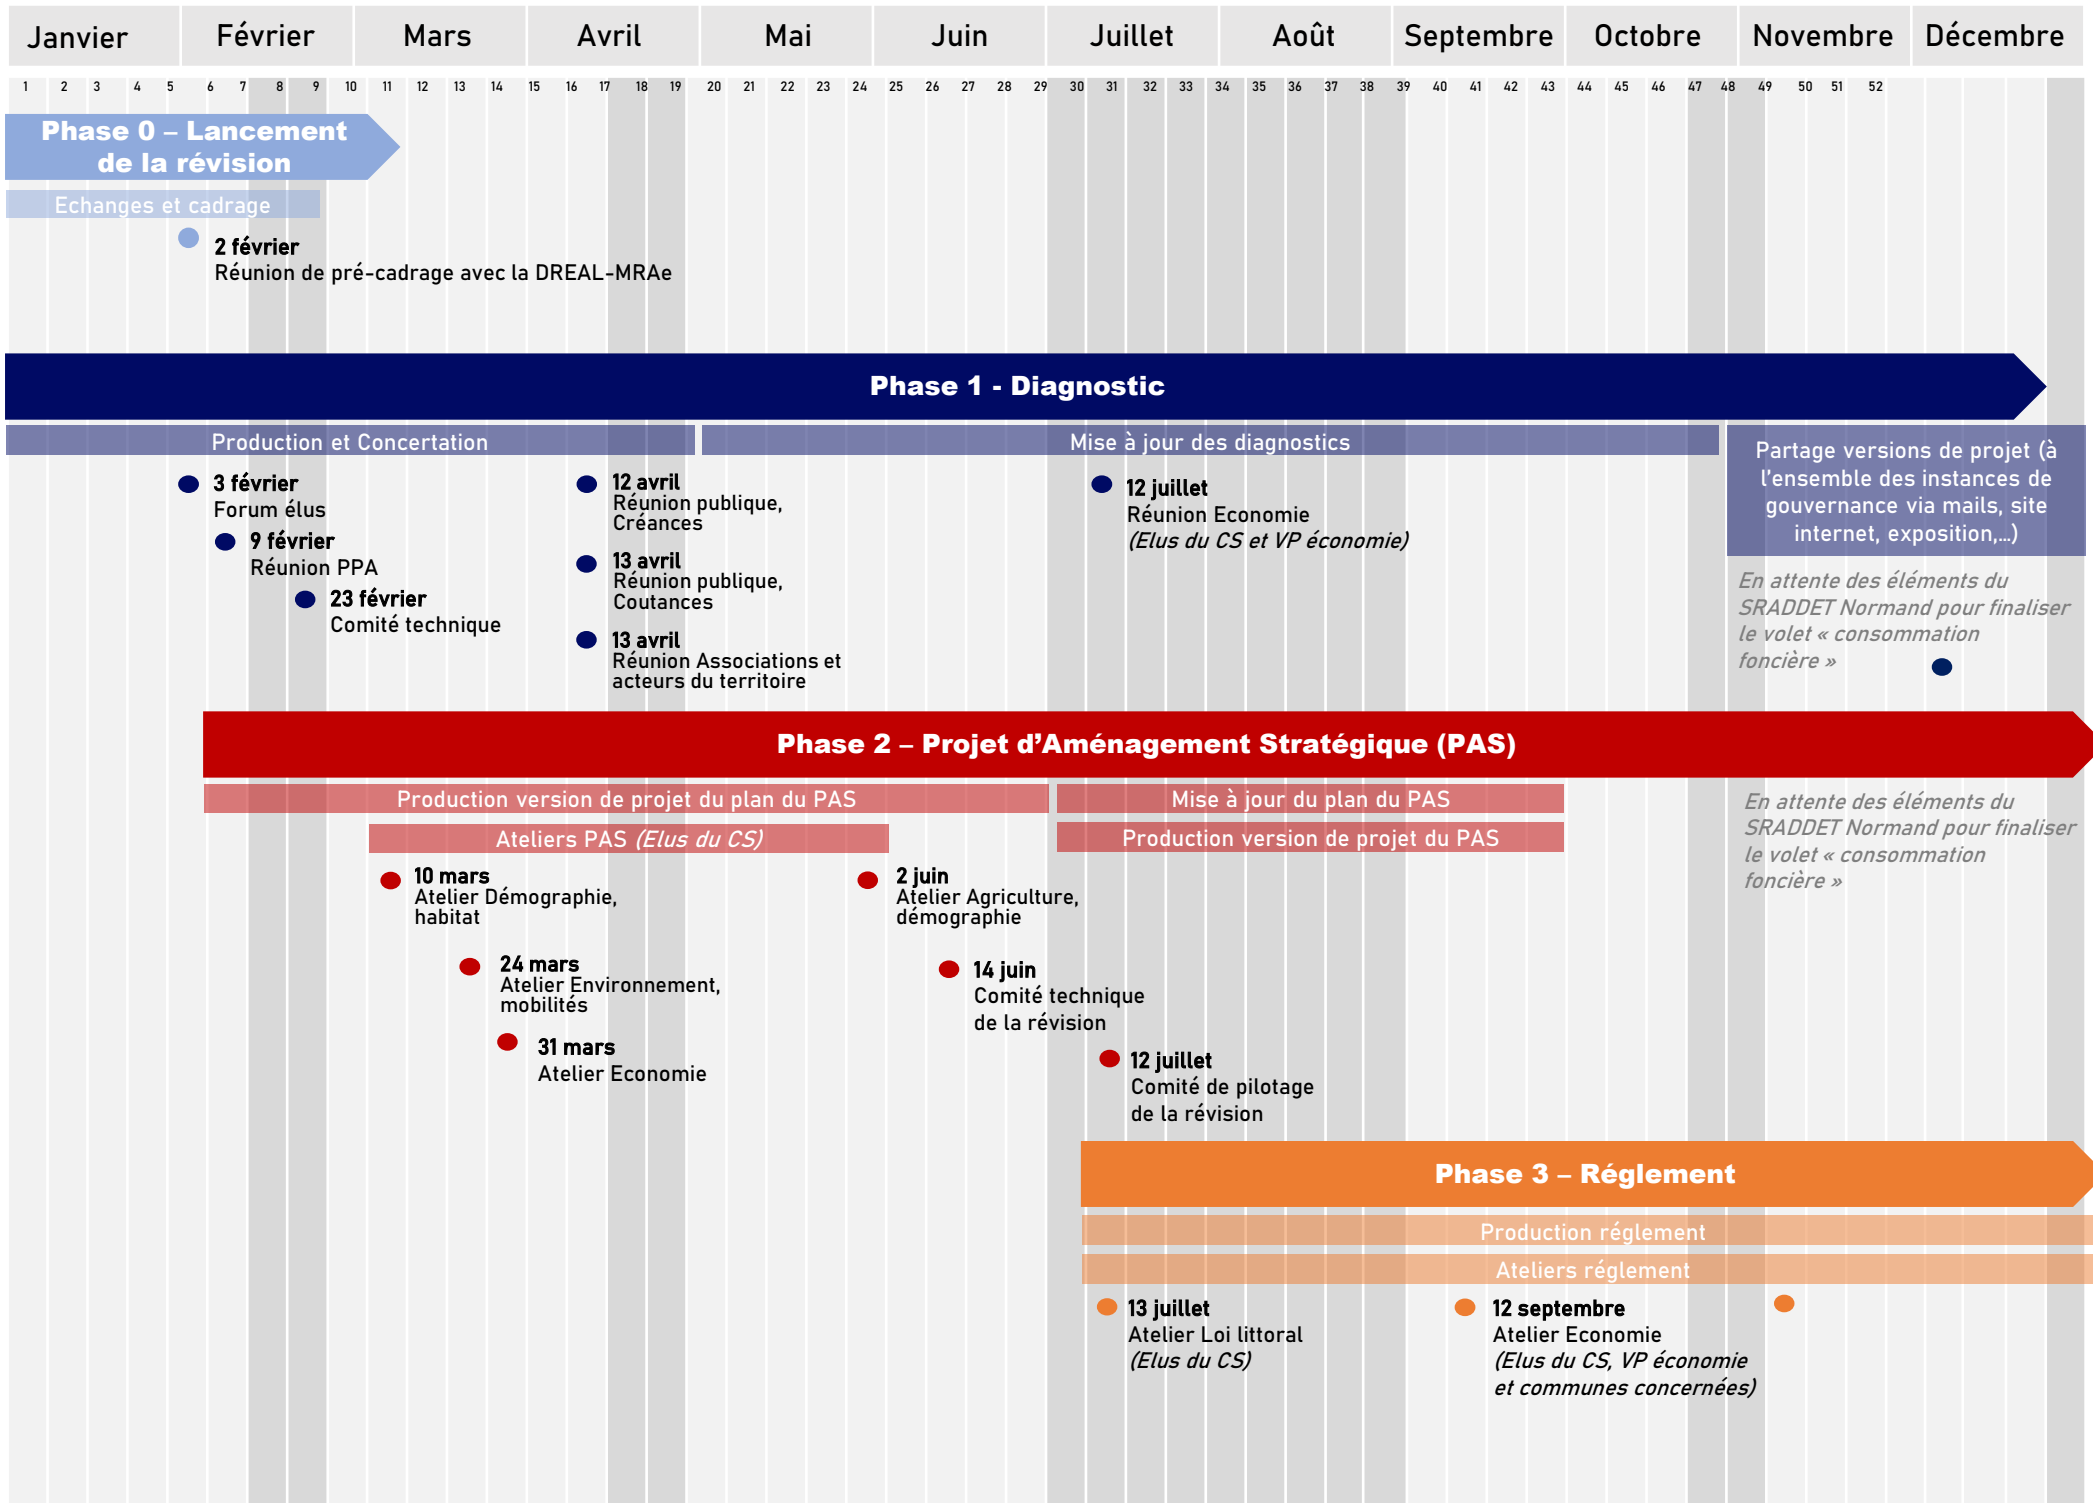 Janvier Février Mars Avril Mai Juin Juillet Août Septembre Octobre Novembre Décembre
1 2 3 4 5 6 7 8 9 10 11 12 13 14 15 16 17 18 19 20 21 22 23 24 25 26 27 28 29 30 31 32 33 34 35 36 37 38 39 40 41 42 43 44 45 46 47 48 49 50 51 52
Phase 0 – Lancement
de la révision
Echanges et cadrage
2 février
Réunion de pré-cadrage avec la DREAL-MRAe
Phase 1 - Diagnostic
Production et Concertation
Mise à jour des diagnostics
Partage versions de projet (à
l'ensemble des instances de
gouvernance via mails, site
internet, exposition,...)
3 février
Forum élus
9 février
Réunion PPA
23 février
Comité technique
12 avril
Réunion publique,
Créances
13 avril
Réunion publique,
Coutances
13 avril
Réunion Associations et
acteurs du territoire
12 juillet
Réunion Economie
(Elus du CS et VP économie)
En attente des éléments du
SRADDET Normand pour finaliser
le volet « consommation
foncière »
Phase 2 – Projet d'Aménagement Stratégique (PAS)
Production version de projet du plan du PAS
Mise à jour du plan du PAS
Ateliers PAS (Elus du CS)
Production version de projet du PAS
10 mars
Atelier Démographie,
habitat
24 mars
Atelier Environnement,
mobilités
31 mars
Atelier Economie
2 juin
Atelier Agriculture,
démographie
14 juin
Comité technique
de la révision
12 juillet
Comité de pilotage
de la révision
En attente des éléments du
SRADDET Normand pour finaliser
le volet « consommation
foncière »
Phase 3 – Réglement
Production réglement
Ateliers réglement
13 juillet
Atelier Loi littoral
(Elus du CS)
12 septembre
Atelier Economie
(Elus du CS, VP économie
et communes concernées)